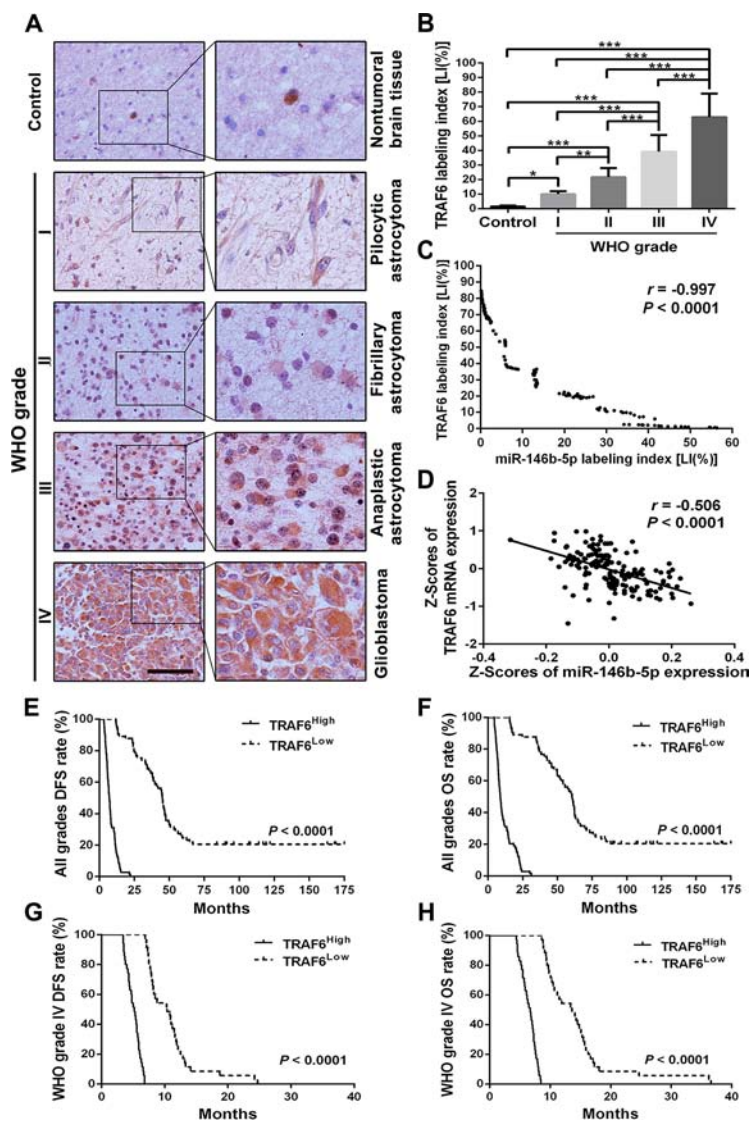 A
Control
Nontumoral
brain tissue
WHO grade
I
Pilocytic
astrocytoma
II
Fibrillary
astrocytoma
III
Anaplastic
astrocytoma
IV
Glioblastoma
B
TRAF6 labeling index [LI(%)]
100
90
80
70
60
50
40
30
20
10
0
***
***
***
***
***
***
***
***
**
*
Control I II III IV
WHO grade
C
TRAF6 labeling index [LI(%)]
100
90
80
70
60
50
40
30
20
10
0
r = -0.997
P < 0.0001
0 10 20 30 40 50 60
miR-146b-5p labeling index [LI(%)]
D
Z-Scores of
TRAF6 mRNA expression
2
1
0
-1
-2
r = -0.506
P < 0.0001
-0.4 -0.2 0.0 0.2 0.4
Z-Scores of miR-146b-5p expression
E
All grades DFS rate (%)
100
80
60
40
20
0
TRAF6High
TRAF6Low
P < 0.0001
0 25 50 75 100 125 150 175
Months
F
All grades OS rate (%)
100
80
60
40
20
0
TRAF6High
TRAF6Low
P < 0.0001
0 25 50 75 100 125 150 175
Months
G
WHO grade IV DFS rate (%)
100
80
60
40
20
0
TRAF6High
TRAF6Low
P < 0.0001
0 10 20 30 40
Months
H
WHO grade IV OS rate (%)
100
80
60
40
20
0
TRAF6High
TRAF6Low
P < 0.0001
0 10 20 30 40
Months